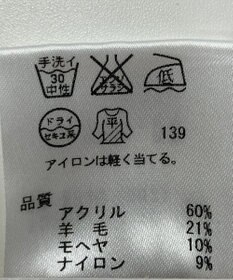 手洗イ
30
中性
エンソ
サラシ
低
ドライ
セキユ系
平
139
アイロンは軽く当てる。
品質
アクリル 60%
羊毛 21%
モヘヤ 10%
ナイロン 9%